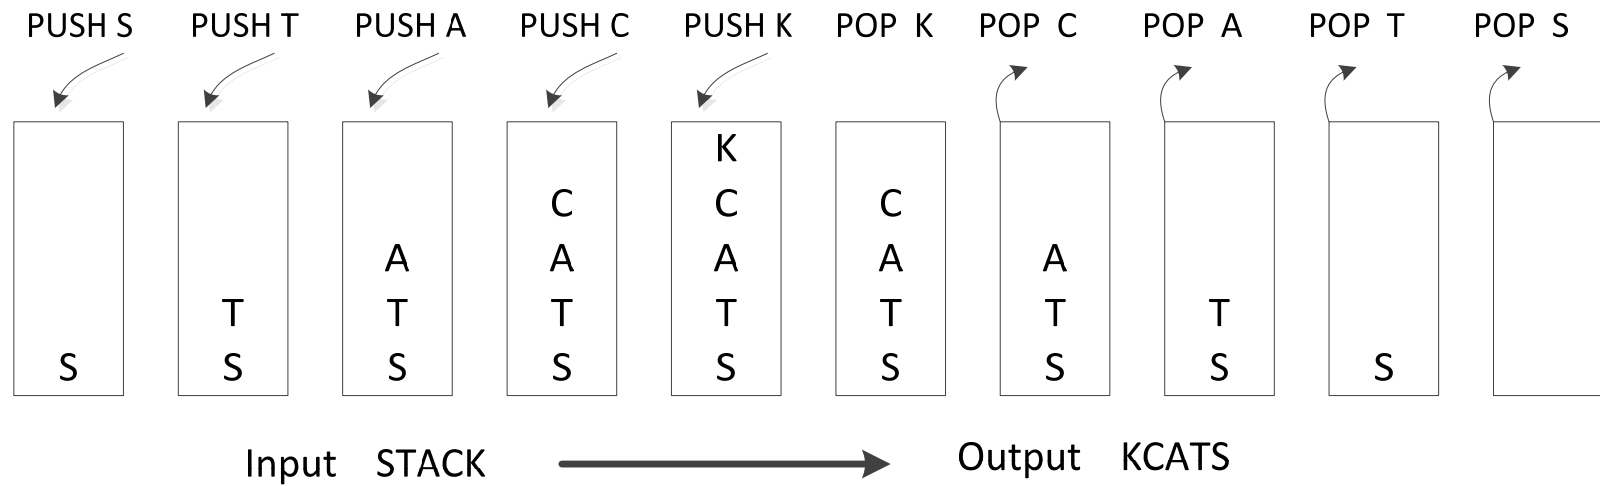 PUSH S PUSH T PUSH A PUSH C PUSH K POP K POP C POP A POP T POP S
K
C C C
A A A A A
T T T T T T T
S S S S S S S S S
Input STACK Output KCATS